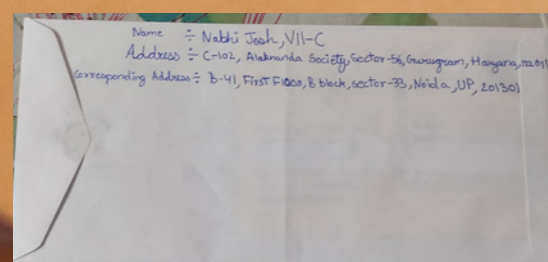 Name ÷ Nabhi Josh, VII-C
Address ÷ C-102, Alaknanda Society, Sector-56, Gurugram, Haryana, 122011
Corresponding Address ÷ B-41, First Floor, B block, sector-33, Noida, UP, 201301